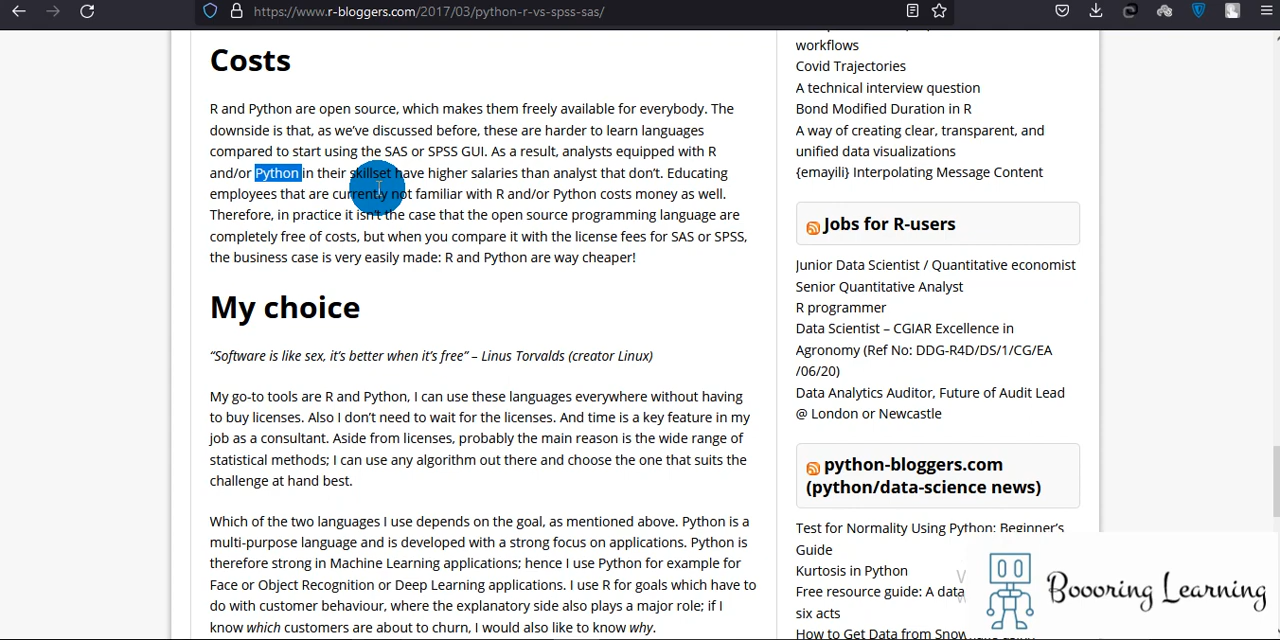 https://www.r-bloggers.com/2017/03/python-r-vs-spss-sas/
Costs
R and Python are open source, which makes them freely available for everybody. The
downside is that, as we've discussed before, these are harder to learn languages
compared to start using the SAS or SPSS GUI. As a result, analysts equipped with R
and/or Python in their skillset have higher salaries than analyst that don't. Educating
employees that are currently not familiar with R and/or Python costs money as well.
Therefore, in practice it isn't the case that the open source programming language are
completely free of costs, but when you compare it with the license fees for SAS or SPSS,
the business case is very easily made: R and Python are way cheaper!
My choice
“Software is like sex, it's better when it's free” – Linus Torvalds (creator Linux)
My go-to tools are R and Python, I can use these languages everywhere without having
to buy licenses. Also I don't need to wait for the licenses. And time is a key feature in my
job as a consultant. Aside from licenses, probably the main reason is the wide range of
statistical methods; I can use any algorithm out there and choose the one that suits the
challenge at hand best.
Which of the two languages I use depends on the goal, as mentioned above. Python is a
multi-purpose language and is developed with a strong focus on applications. Python is
therefore strong in Machine Learning applications; hence I use Python for example for
Face or Object Recognition or Deep Learning applications. I use R for goals which have to
do with customer behaviour, where the explanatory side also plays a major role; if I
know which customers are about to churn, I would also like to know why.
workflows
Covid Trajectories
A technical interview question
Bond Modified Duration in R
A way of creating clear, transparent, and
unified data visualizations
{emayili} Interpolating Message Content
Jobs for R-users
Junior Data Scientist / Quantitative economist
Senior Quantitative Analyst
R programmer
Data Scientist – CGIAR Excellence in
Agronomy (Ref No: DDG-R4D/DS/1/CG/EA
/06/20)
Data Analytics Auditor, Future of Audit Lead
@ London or Newcastle
python-bloggers.com
(python/data-science news)
Test for Normality Using Python: Beginner's
Guide
Kurtosis in Python
Free resource guide: A data
six acts
How to Get Data from
Boooring Learning